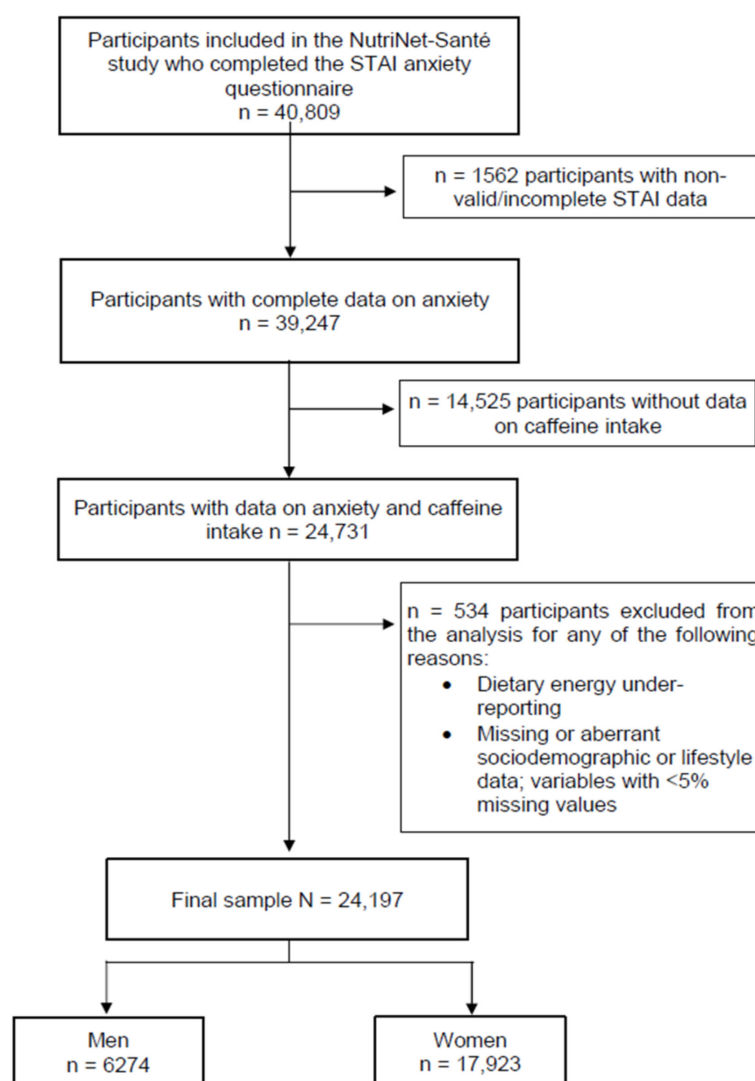 Participants included in the NutriNet-Santé
study who completed the STAI anxiety
questionnaire
n = 40,809
n = 1562 participants with non-
valid/incomplete STAI data
Participants with complete data on anxiety
n = 39,247
n = 14,525 participants without data
on caffeine intake
Participants with data on anxiety and caffeine
intake n = 24,731
n = 534 participants excluded from
the analysis for any of the following
reasons:
• Dietary energy under-
reporting
• Missing or aberrant
sociodemographic or lifestyle
data; variables with <5%
missing values
Final sample N = 24,197
Men
n = 6274
Women
n = 17,923